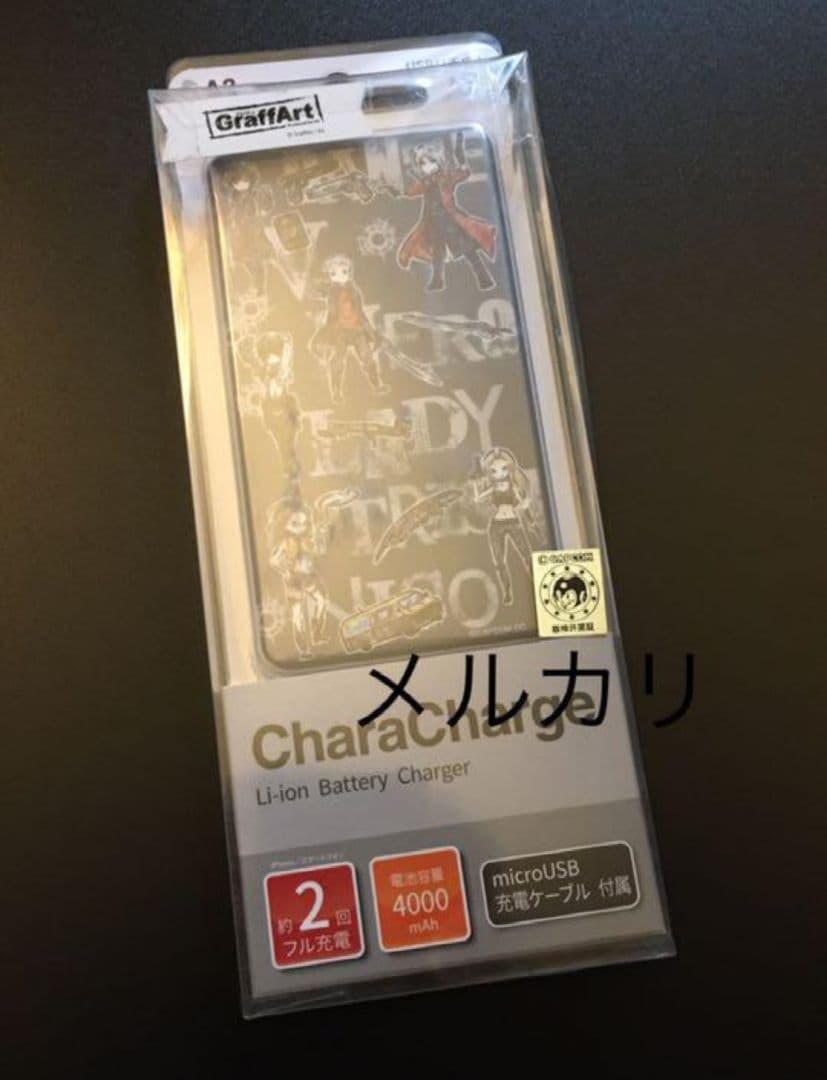 GraffArt
V
NERO
LADY
TRISH
NICO
© CAPCOM
メルカリ
CharaCharge
Li-ion Battery Charger
約2回
フル充電
電池容量
4000
mAh
microUSB
充電ケーブル 付属